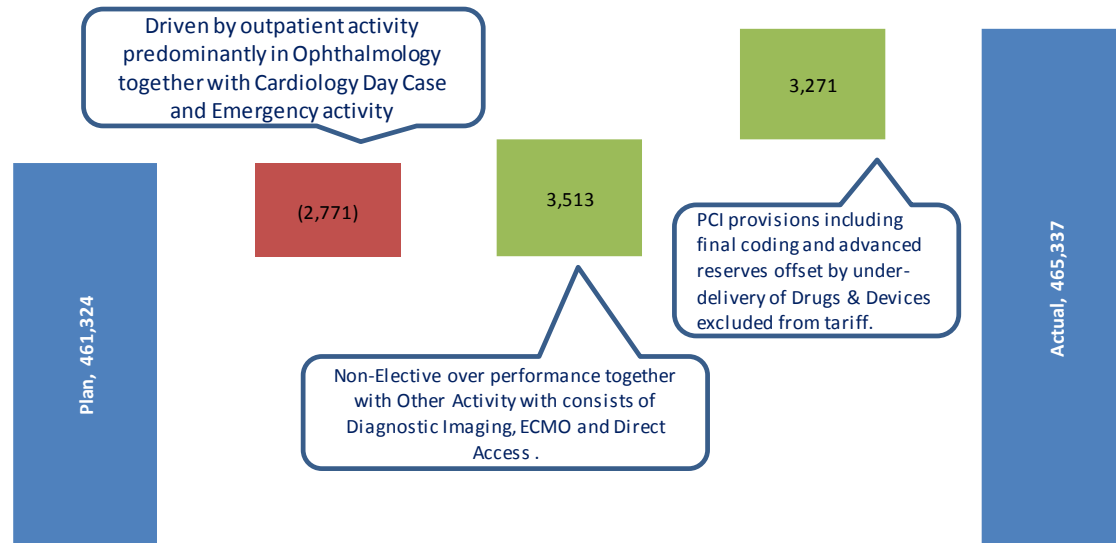 Driven by outpatient activity
predominantly in Ophthalmology
together with Cardiology Day Case
and Emergency activity
3,271
(2,771)
3,513
PCI provisions including
final coding and advanced
reserves offset by under-
delivery of Drugs & Devices
excluded from tariff.
Plan, 461,324
Actual, 465,337
Non-Elective over performance together
with Other Activity with consists of
Diagnostic Imaging, ECMO and Direct
Access .